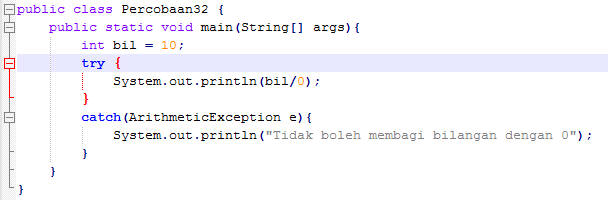 public class Percobaan32 {
public static void main(String[] args){
int bil = 10;
try {
System.out.println(bil/0);
}
catch(ArithmeticException e){
System.out.println("Tidak boleh membagi bilangan dengan 0");
}
}
}